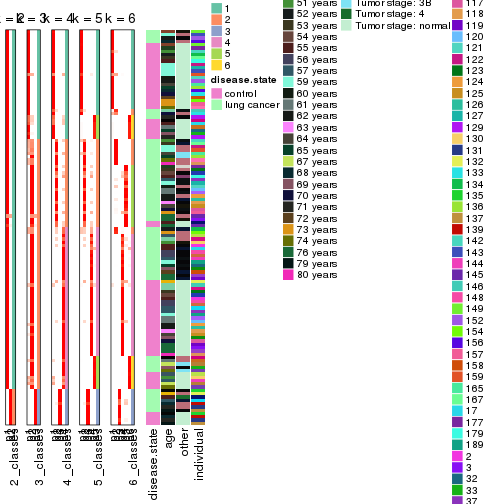 k = 3
k = 4
k = 5
k = 6
1
2
3
4
5
6
disease.state
control
lung cancer
51 years
52 years
53 years
54 years
55 years
56 years
57 years
59 years
60 years
61 years
62 years
63 years
64 years
65 years
67 years
68 years
69 years
70 years
71 years
72 years
73 years
74 years
76 years
79 years
80 years
Tumor stage: 3B
Tumor stage: 4
Tumor stage: normal
117
118
119
120
121
122
123
124
125
126
127
129
130
131
132
133
134
135
136
137
139
142
143
144
145
146
148
149
152
154
156
157
158
159
165
167
17
177
179
189
2
3
32
33
37
2_classes
3_classes
4_classes
5_classes
6_classes
disease.state
age
other
individual